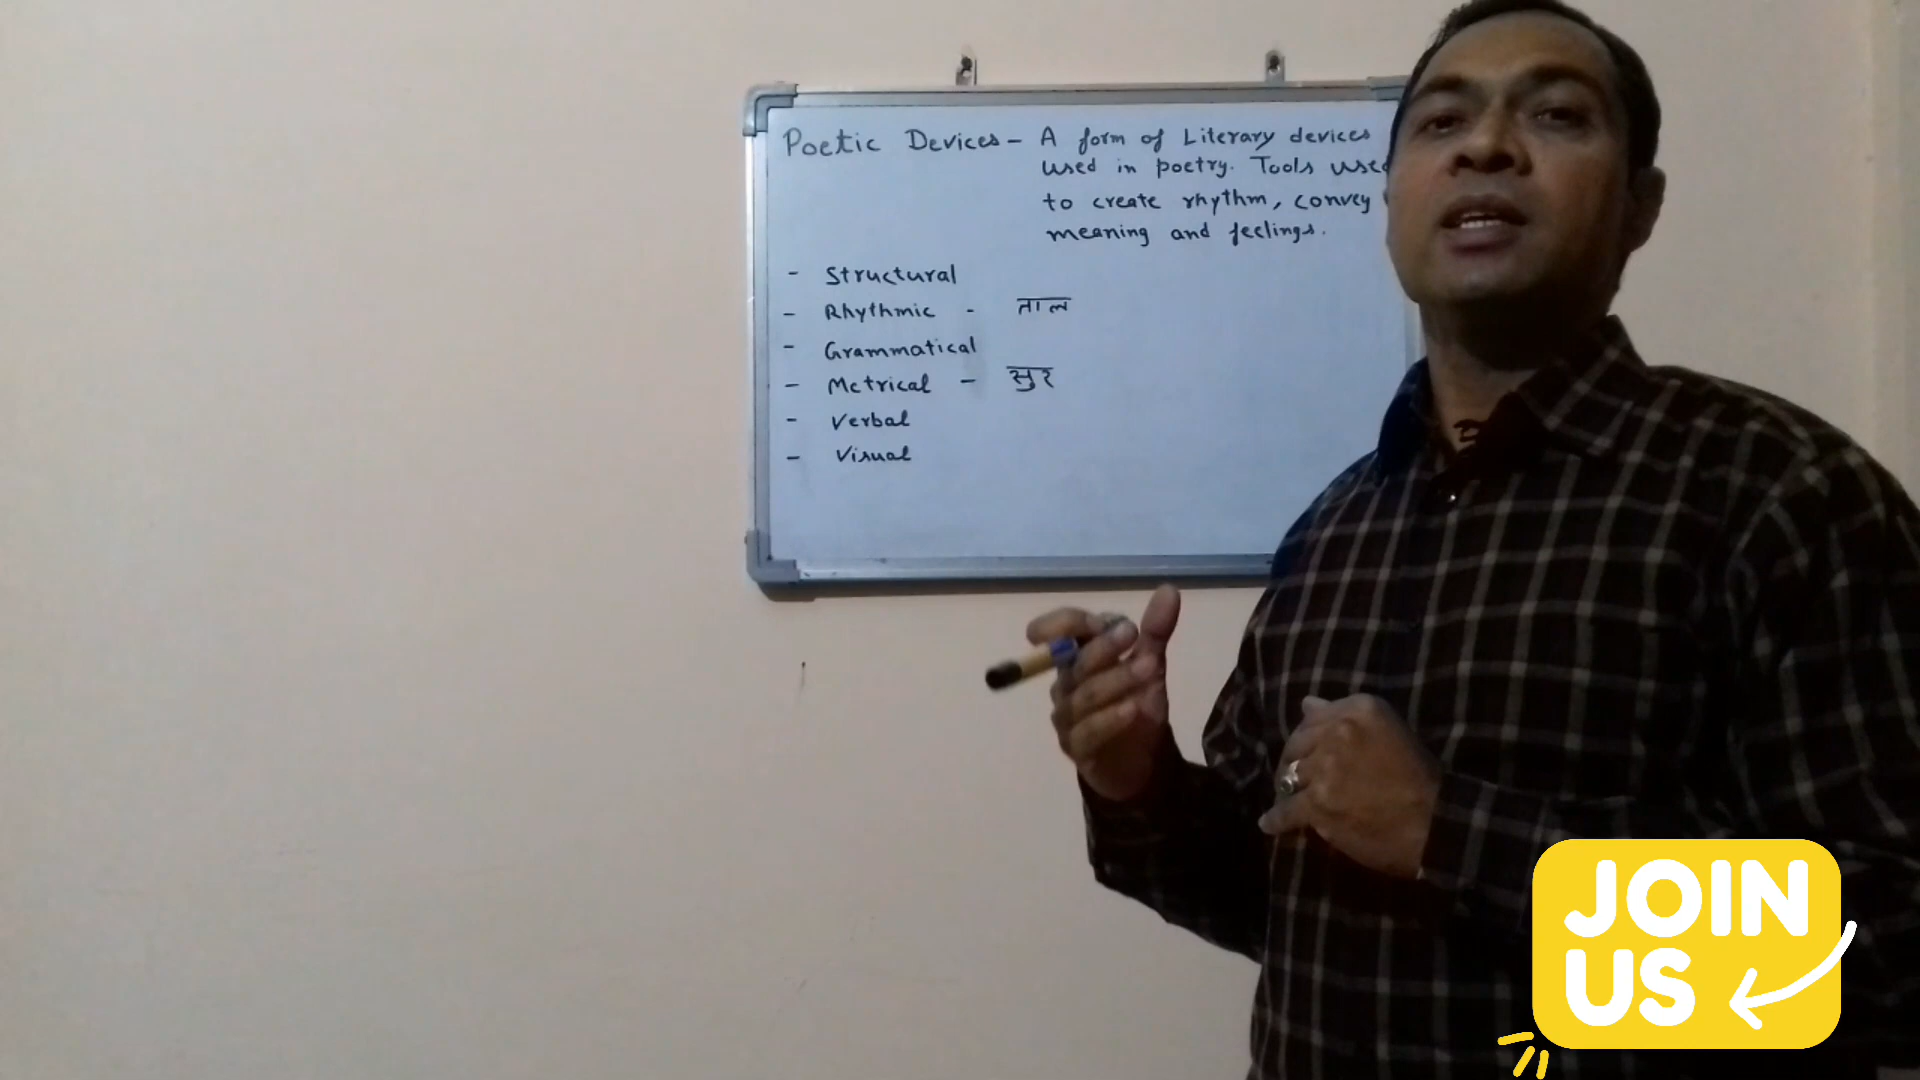 Poetic Devices - A form of Literary devices
used in poetry. Tools used
to create rhythm, convey
meaning and feelings.
- Structural
- Rhythmic - ताल
- Grammatical
- Metrical - सुर
- Verbal
- Visual
JOIN
US